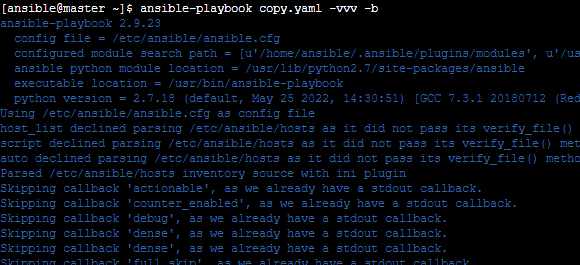 [ansible@master ~]$ ansible-playbook copy.yaml -vvv -b
ansible-playbook 2.9.23
config file = /etc/ansible/ansible.cfg
configured module search path = [u'/home/ansible/.ansible/plugins/modules', u'/us
ansible python module location = /usr/lib/python2.7/site-packages/ansible
executable location = /usr/bin/ansible-playbook
python version = 2.7.18 (default, May 25 2022, 14:30:51) [GCC 7.3.1 20180712 (Red
Using /etc/ansible/ansible.cfg as config file
host_list declined parsing /etc/ansible/hosts as it did not pass its verify_file()
script declined parsing /etc/ansible/hosts as it did not pass its verify_file() met
auto declined parsing /etc/ansible/hosts as it did not pass its verify_file() metho
Parsed /etc/ansible/hosts inventory source with ini plugin
Skipping callback 'actionable', as we already have a stdout callback.
Skipping callback 'counter_enabled', as we already have a stdout callback.
Skipping callback 'debug', as we already have a stdout callback.
Skipping callback 'dense', as we already have a stdout callback.
Skipping callback 'dense', as we already have a stdout callback.
Skipping callback 'full_skip', as we already have a stdout callback.